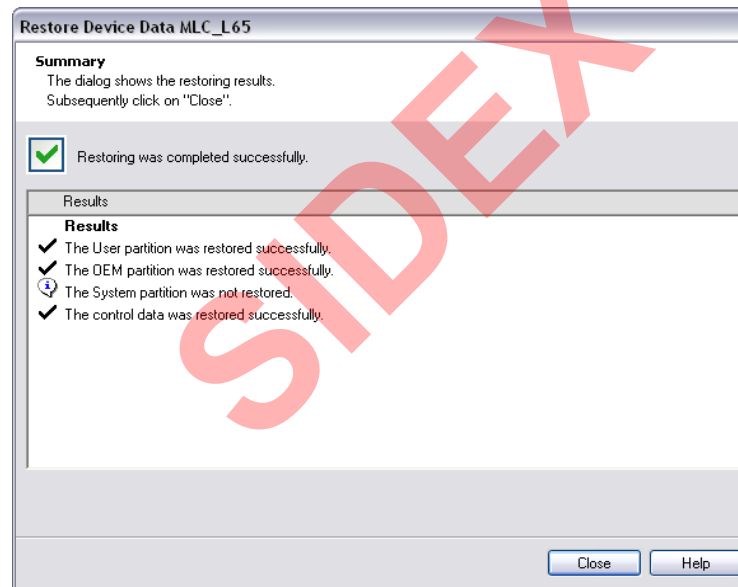 Restore Device Data MLC_L65
Summary
The dialog shows the restoring results.
Subsequently click on "Close".
Restoring was completed successfully.
Results
Results
The User partition was restored successfully.
The OEM partition was restored successfully.
The System partition was not restored.
The control data was restored successfully.
Close
Help
SIDEX